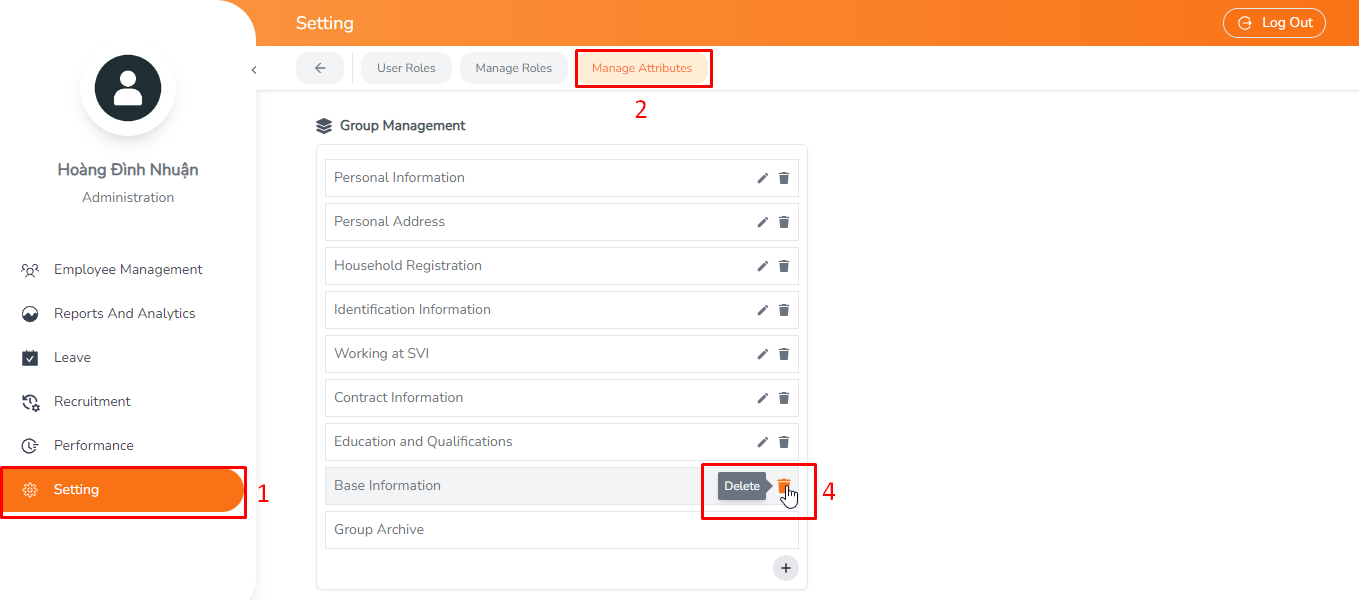 Setting
Log Out
User Roles
Manage Roles
Manage Attributes
2
Hoàng Đình Nhuận
Administration
Employee Management
Reports And Analytics
Leave
Recruitment
Performance
Setting
1
Group Management
Personal Information
Personal Address
Household Registration
Identification Information
Working at SVI
Contract Information
Education and Qualifications
Base Information
Delete
4
Group Archive